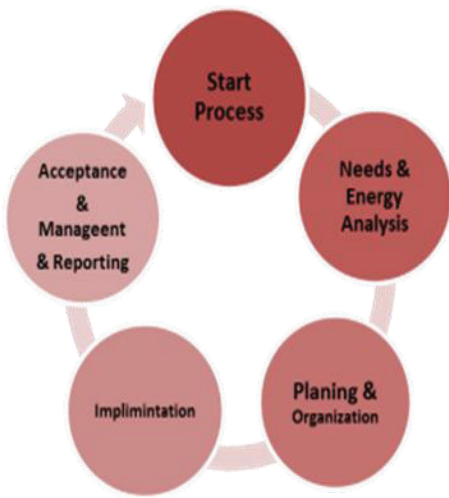 Start
Process
Needs &
Energy
Analysis
Planing &
Organization
Implimintation
Acceptance
&
Manageent
& Reporting